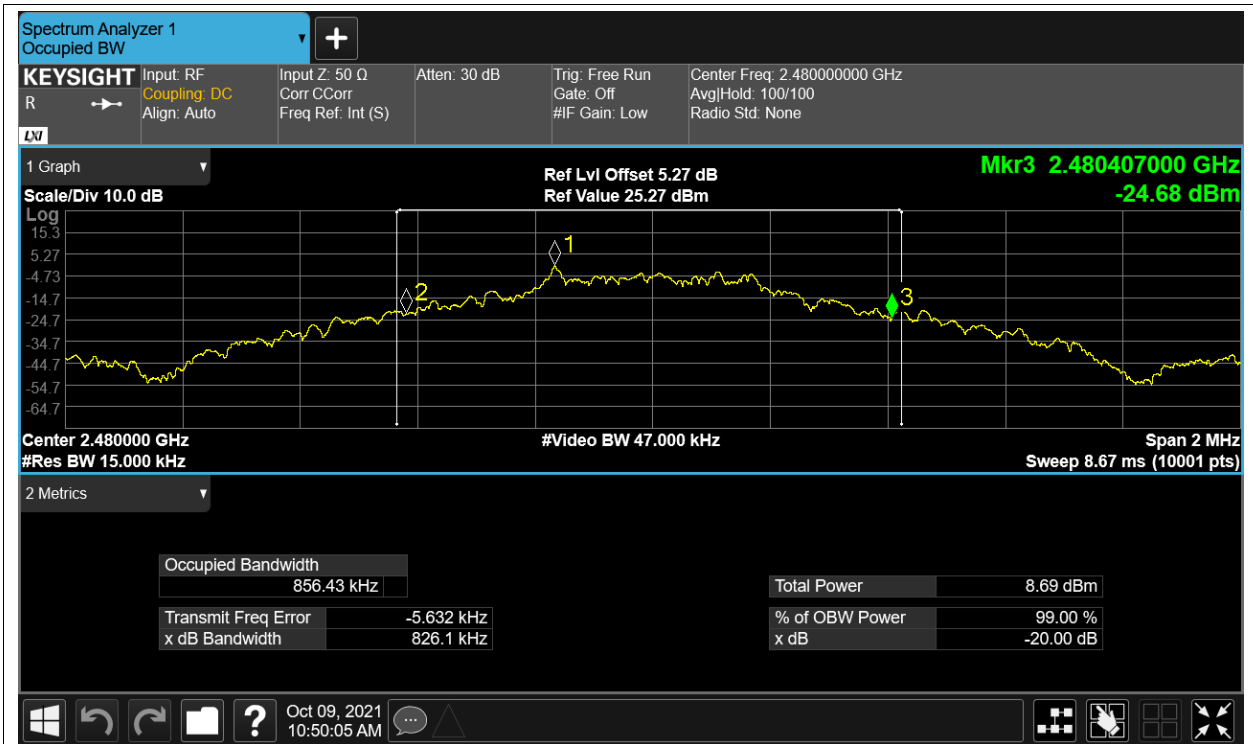 Spectrum Analyzer 1
Occupied BW
KEYSIGHT
R
LXI
Input: RF
Coupling: DC
Align: Auto
Input Z: 50 Ω
Corr CCorr
Freq Ref: Int (S)
Atten: 30 dB
Trig: Free Run
Gate: Off
#IF Gain: Low
Center Freq: 2.480000000 GHz
Avg|Hold: 100/100
Radio Std: None
1 Graph
Scale/Div 10.0 dB
Ref Lvl Offset 5.27 dB
Ref Value 25.27 dBm
Mkr3 2.480407000 GHz
-24.68 dBm
Log
15.3
5.27
-4.73
-14.7
-24.7
-34.7
-44.7
-54.7
-64.7
1
2
3
Center 2.480000 GHz
#Video BW 47.000 kHz
Span 2 MHz
#Res BW 15.000 kHz
Sweep 8.67 ms (10001 pts)
2 Metrics
Occupied Bandwidth
856.43 kHz
Transmit Freq Error -5.632 kHz
x dB Bandwidth 826.1 kHz
Total Power 8.69 dBm
% of OBW Power 99.00 %
x dB -20.00 dB
?
Oct 09, 2021
10:50:05 AM